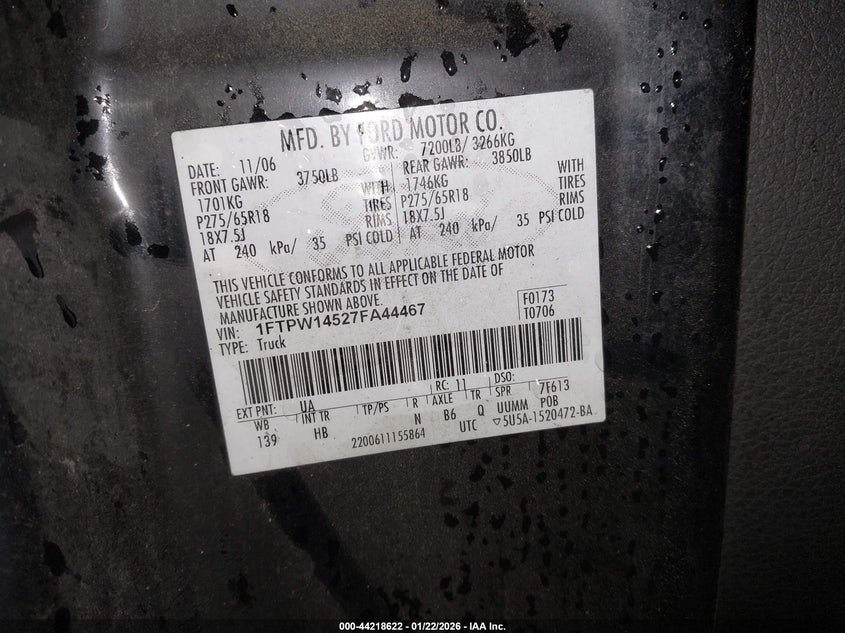 MFD. BY FORD MOTOR CO.
DATE: 11/06 GVWR: 7200LB/ 3266KG
FRONT GAWR: 3750LB REAR GAWR: 3850LB
1701KG WITH 1746KG WITH
P275/65R18 TIRES P275/65R18 TIRES
18X7.5J RIMS 18X7.5J RIMS
AT 240 kPa/ 35 PSI COLD AT 240 kPa/ 35 PSI COLD
THIS VEHICLE CONFORMS TO ALL APPLICABLE FEDERAL MOTOR
VEHICLE SAFETY STANDARDS IN EFFECT ON THE DATE OF
MANUFACTURE SHOWN ABOVE.
VIN: 1FTPW14527FA44467 F0173
TYPE: Truck T0706
EXT PNT: UA RC: 11 DSO:
WB INT TR TP/PS R AXLE TR SPR 7F613
139 HB N B6 Q UUMM POB
2200611155864 UTC ▽5U5A-1520472-BA
000-44218622 - 01/22/2026 - IAA Inc.